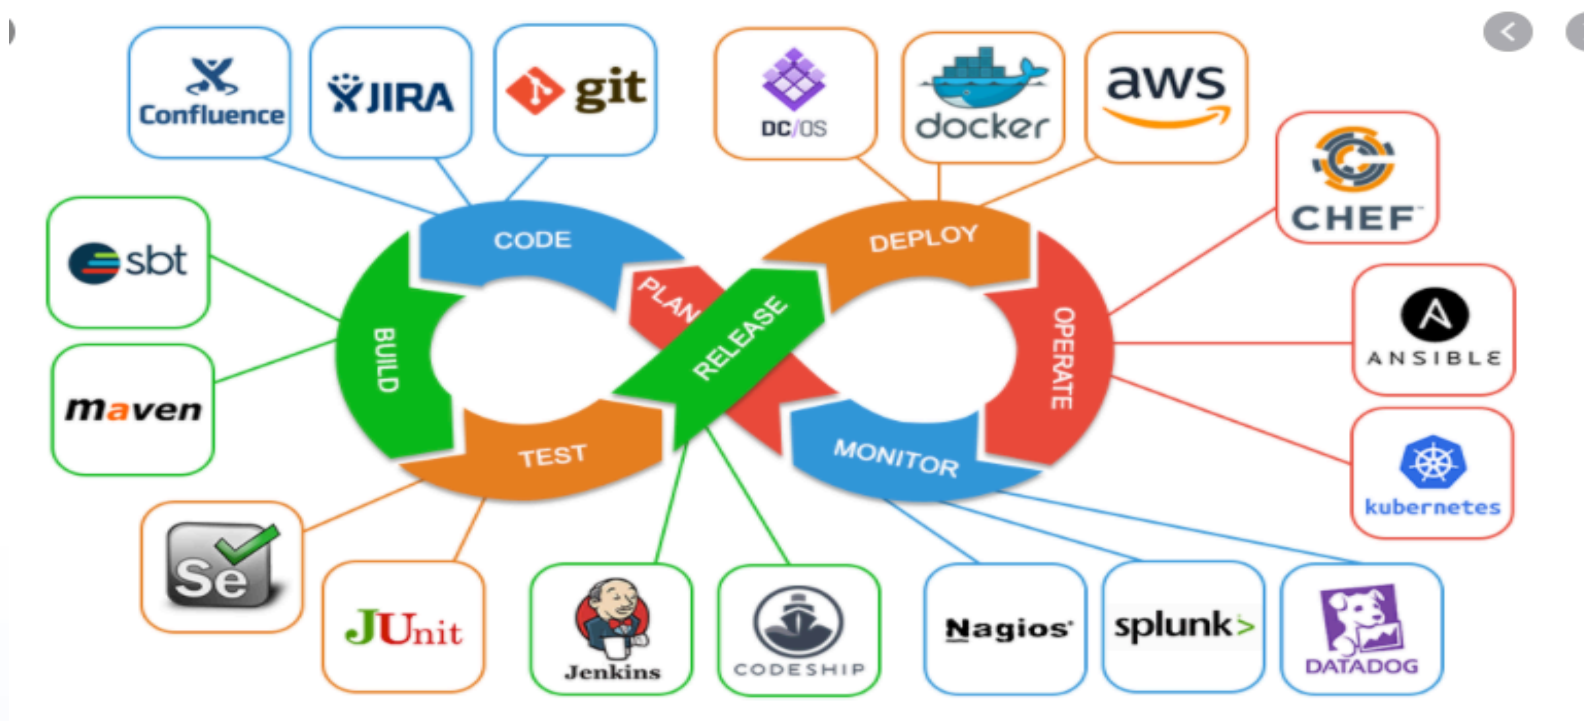 Confluence
JIRA
git
DC/OS
docker
aws
CHEF™
sbt
CODE
DEPLOY
PLAN
RELEASE
BUILD
OPERATE
ANSIBLE
maven
TEST
MONITOR
kubernetes
Se
JUnit
Jenkins
CODESHIP
Nagios®
splunk>
DATADOG